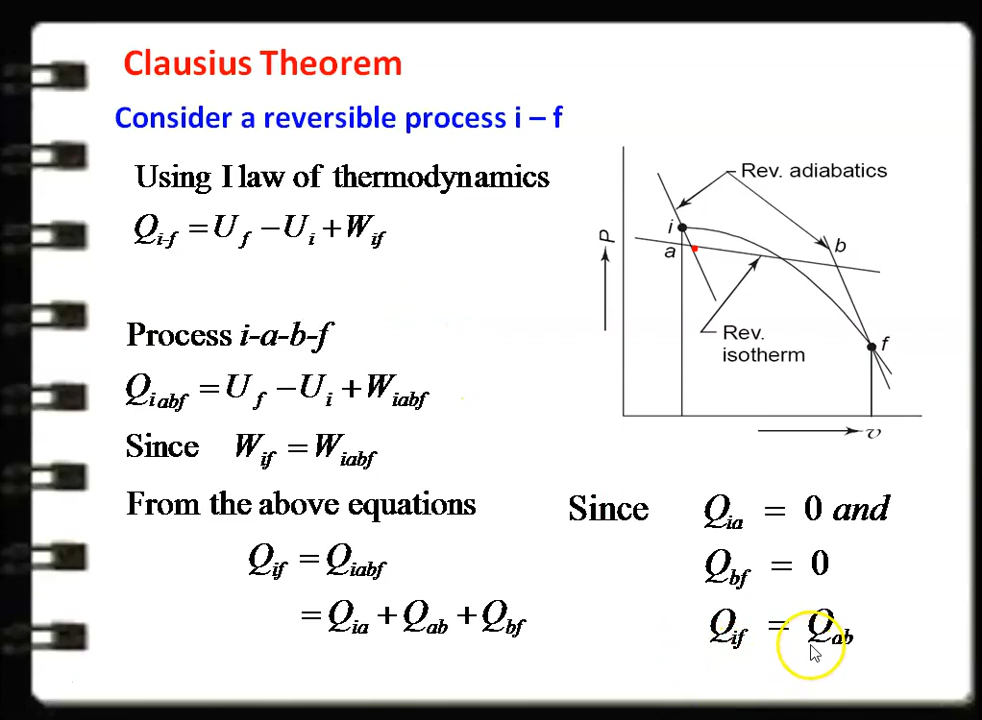 Clausius Theorem
Consider a reversible process i – f
Using I law of thermodynamics
Q_{i-f} = U_f − U_i + W_{if}
Process i-a-b-f
Q_{iabf} = U_f − U_i + W_{iabf}
Since W_{if} = W_{iabf}
From the above equations
Q_{if} = Q_{iabf}
= Q_{ia} + Q_{ab} + Q_{bf}
Rev. adiabatics
i
a
b
P
Rev.
isotherm
f
v
Since Q_{ia} = 0 and
Q_{bf} = 0
Q_{if} = Q_{ab}